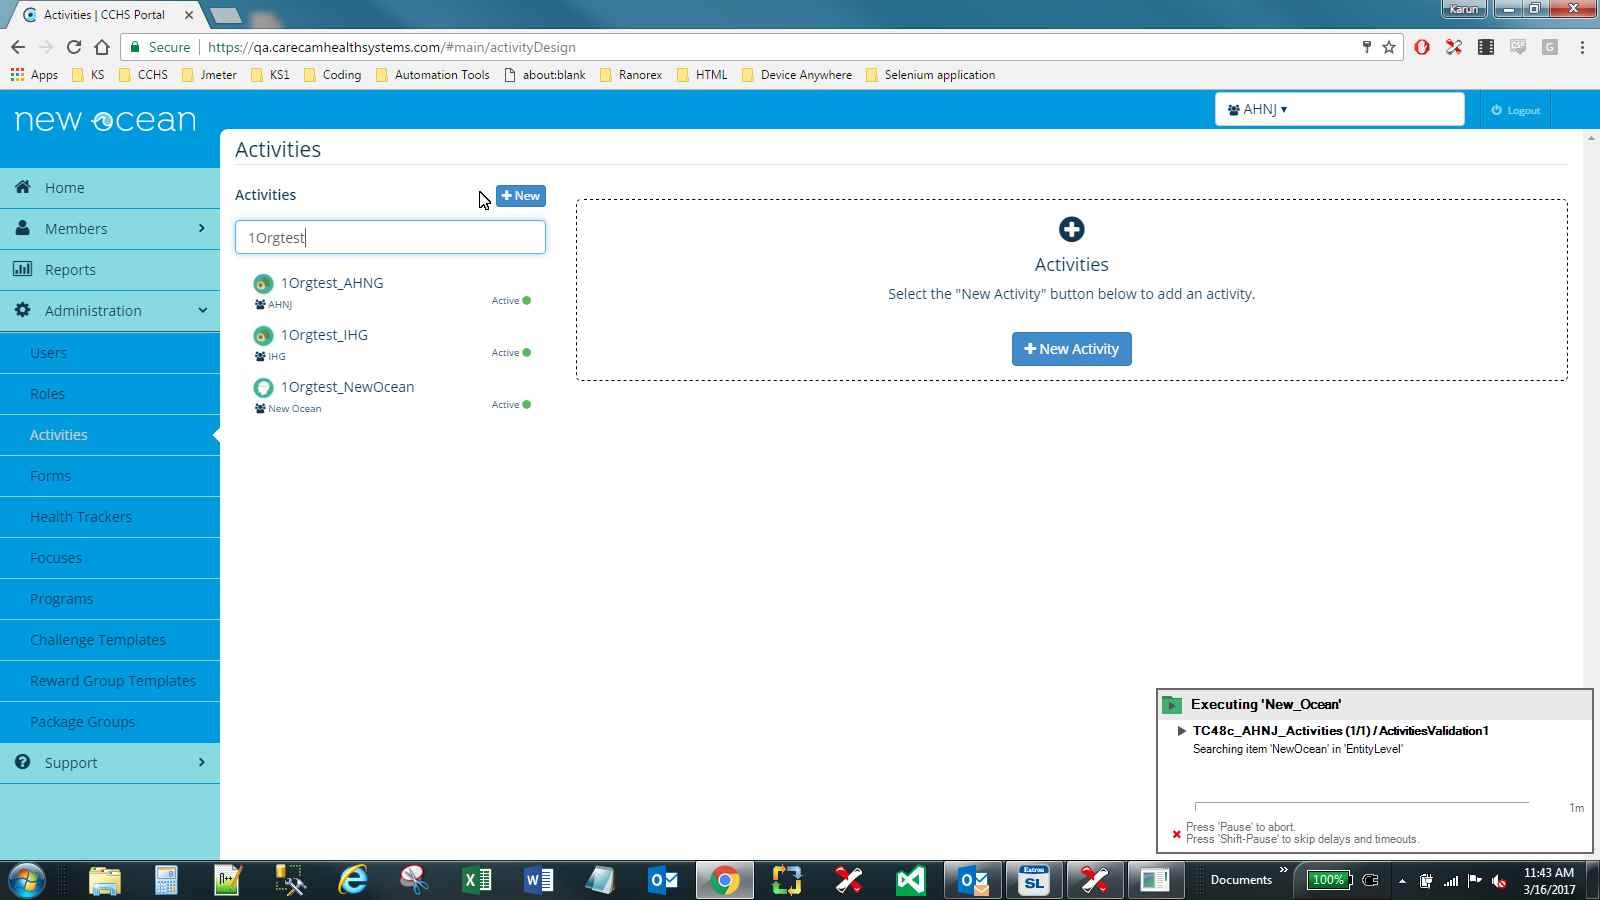 Activities | CCHS Portal
Karun
Secure
https://qa.carecamhealthsystems.com/#main/activityDesign
Apps
KS
CCHS
Jmeter
KS1
Coding
Automation Tools
about:blank
Ranorex
HTML
Device Anywhere
Selenium application
new ocean
AHNJ
Logout
Home
Members
Reports
Administration
Users
Roles
Activities
Forms
Health Trackers
Focuses
Programs
Challenge Templates
Reward Group Templates
Package Groups
Support
Activities
Activities
New
1Orgtest
1Orgtest_AHNG
AHNJ
Active
1Orgtest_IHG
IHG
Active
1Orgtest_NewOcean
New Ocean
Active
Activities
Select the "New Activity" button below to add an activity.
New Activity
Executing 'New_Ocean'
TC48c_AHNJ_Activities (1/1) / ActivitiesValidation1
Searching item 'NewOcean' in 'EntityLevel'
1m
Press 'Pause' to abort.
Press 'Shift-Pause' to skip delays and timeouts.
Extron
SL
Documents
100%
11:43 AM
3/16/2017